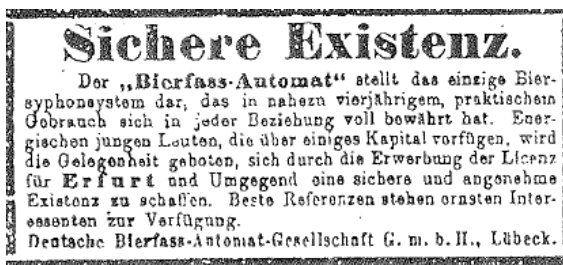 Sichere Existenz.
Der „Bierfass-Automat“ stellt das einzige Bier-
syphonsystem dar, das in nahezu vierjährigem, praktischem
Gebrauch sich in jeder Beziehung voll bewährt hat. Ener-
gischen jungen Leuten, die über einiges Kapital verfügen, wird
die Gelegenheit geboten, sich durch die Erwerbung der Licenz
für Erfurt und Umgegend eine sichere und angenehme
Existenz zu schaffen. Beste Referenzen stehen ernsten Inter-
essenten zur Verfügung.
Deutsche Bierfass-Automat-Gesellschaft G. m. b. H., Lübeck.